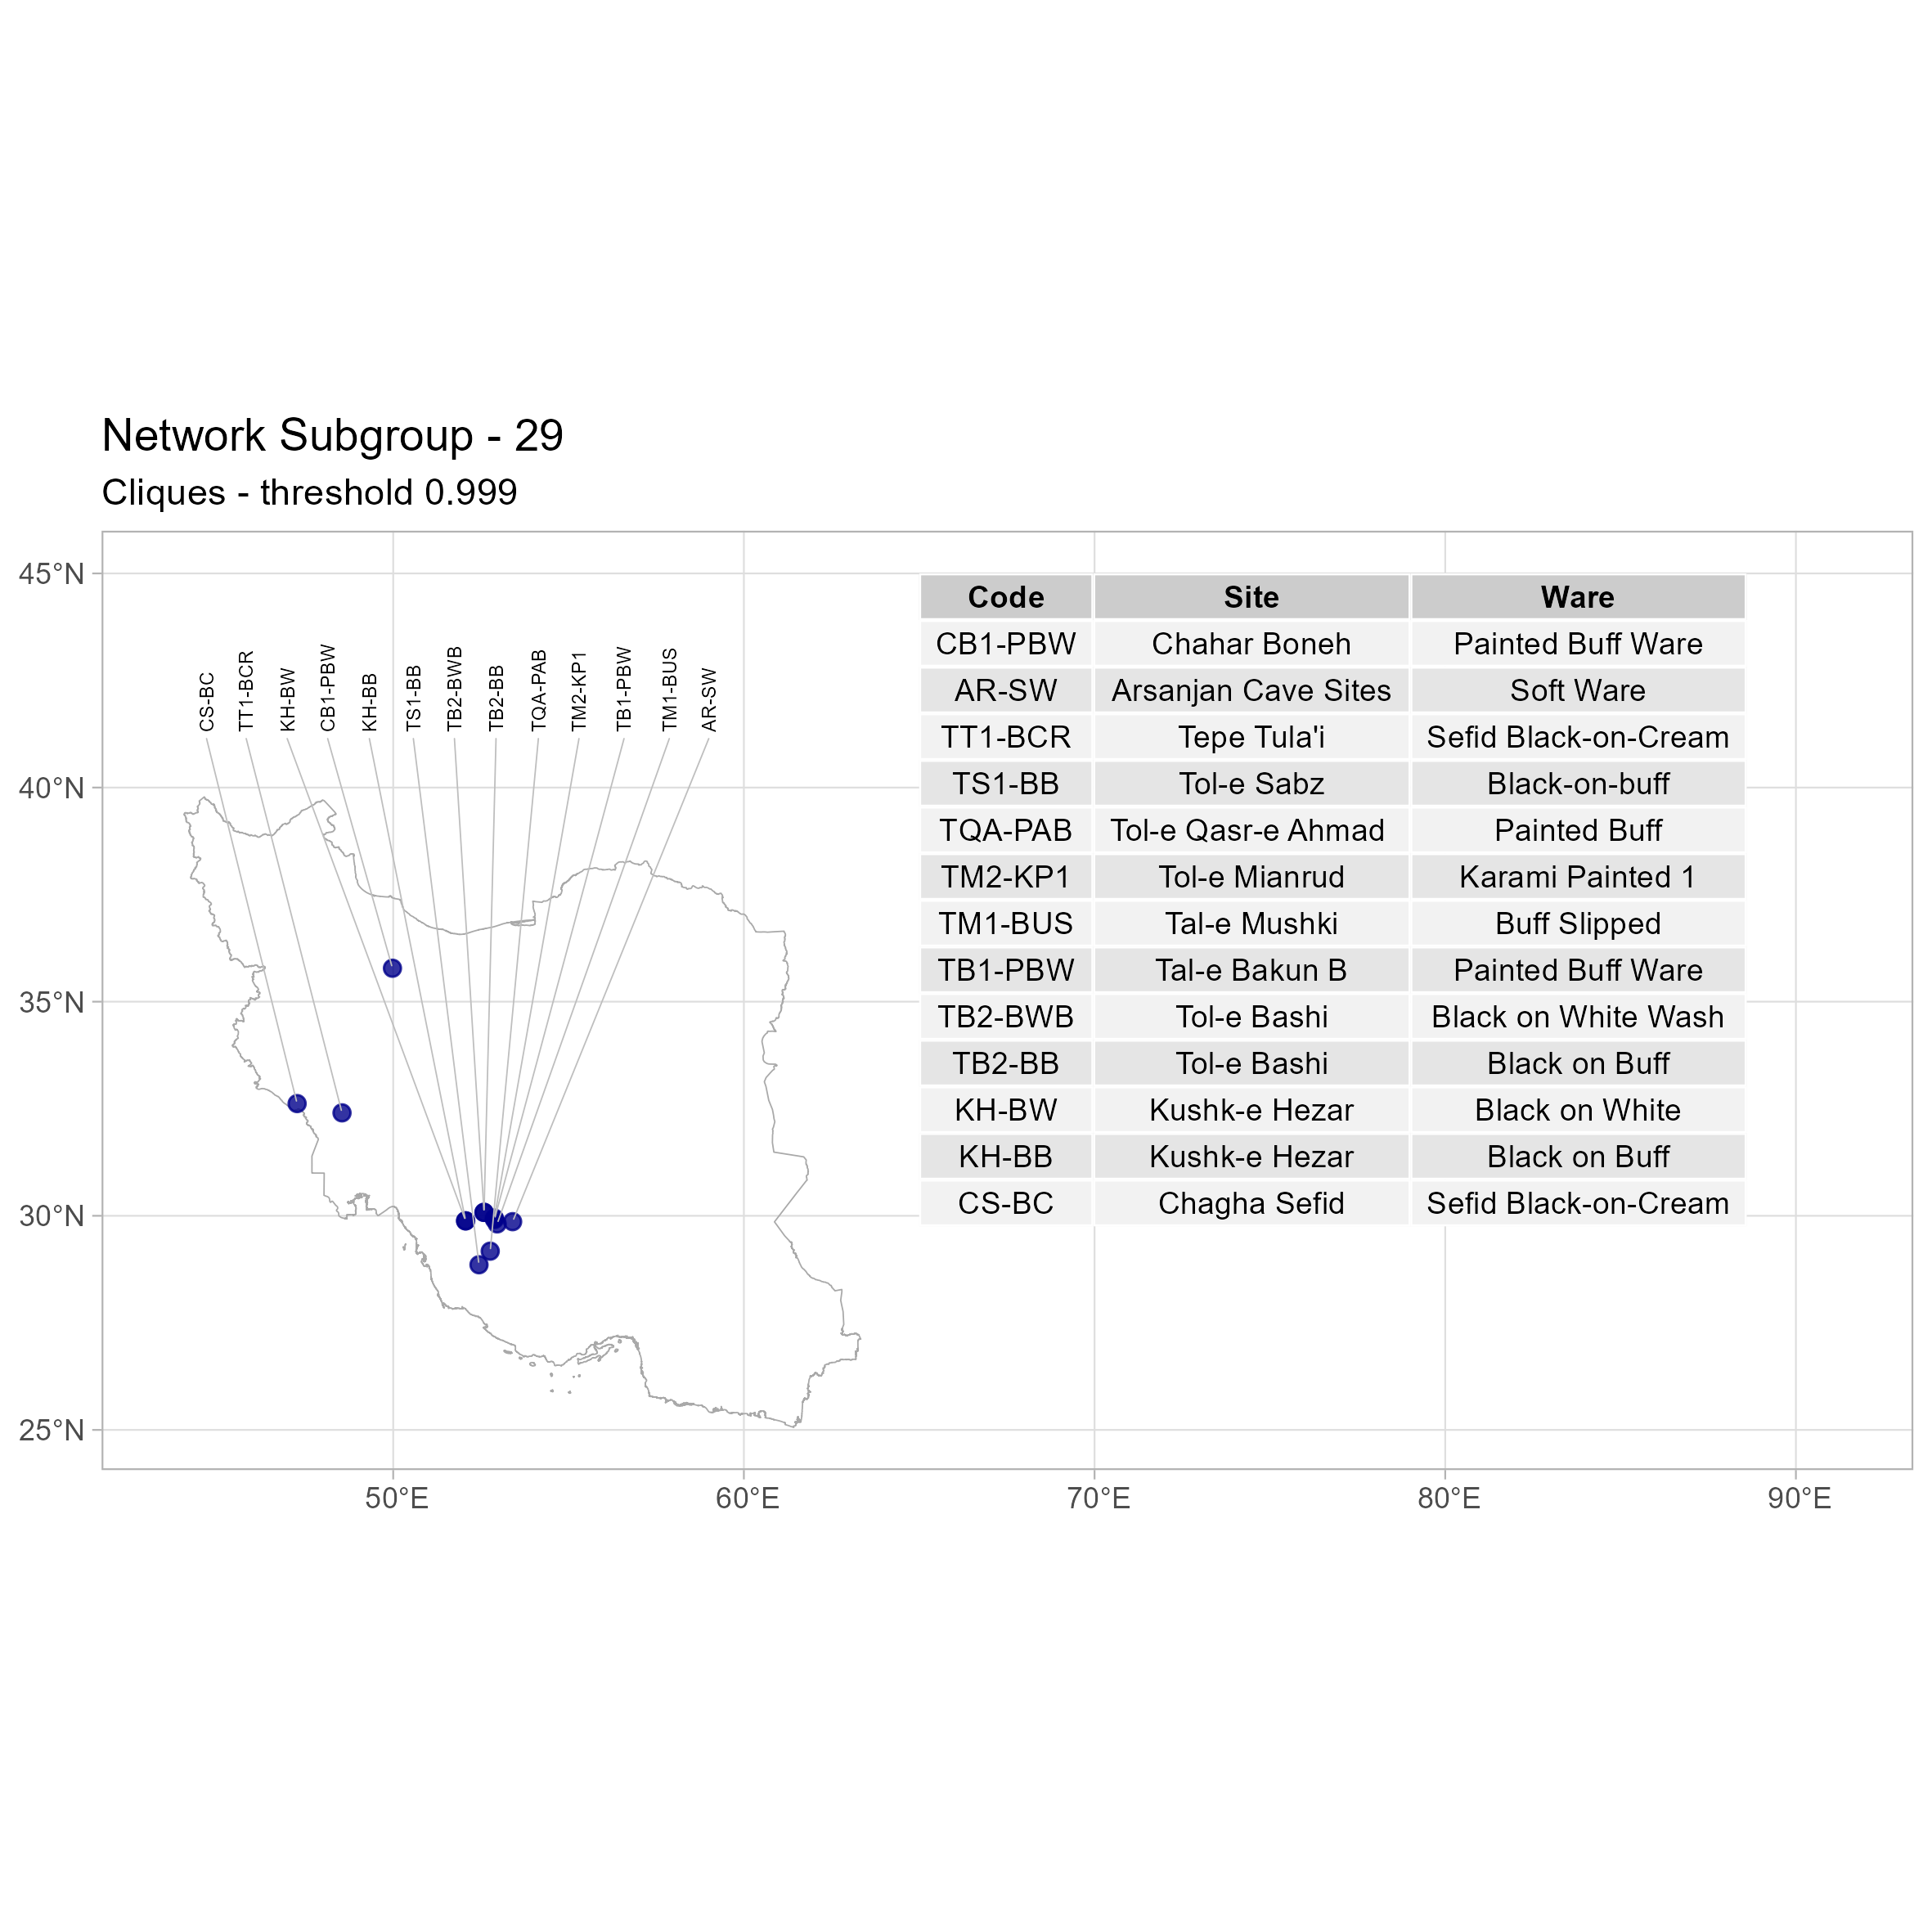 Network Subgroup - 29
Cliques - threshold 0.999
45°N
40°N
35°N
30°N
25°N
CS-BC
TT1-BCR
KH-BW
CB1-PBW
KH-BB
TS1-BB
TB2-BWB
TB2-BB
TQA-PAB
TM2-KP1
TB1-PBW
TM1-BUS
AR-SW
Code Site Ware
CB1-PBW Chahar Boneh Painted Buff Ware
AR-SW Arsanjan Cave Sites Soft Ware
TT1-BCR Tepe Tula'i Sefid Black-on-Cream
TS1-BB Tol-e Sabz Black-on-buff
TQA-PAB Tol-e Qasr-e Ahmad Painted Buff
TM2-KP1 Tol-e Mianrud Karami Painted 1
TM1-BUS Tal-e Mushki Buff Slipped
TB1-PBW Tal-e Bakun B Painted Buff Ware
TB2-BWB Tol-e Bashi Black on White Wash
TB2-BB Tol-e Bashi Black on Buff
KH-BW Kushk-e Hezar Black on White
KH-BB Kushk-e Hezar Black on Buff
CS-BC Chagha Sefid Sefid Black-on-Cream
50°E 60°E 70°E 80°E 90°E